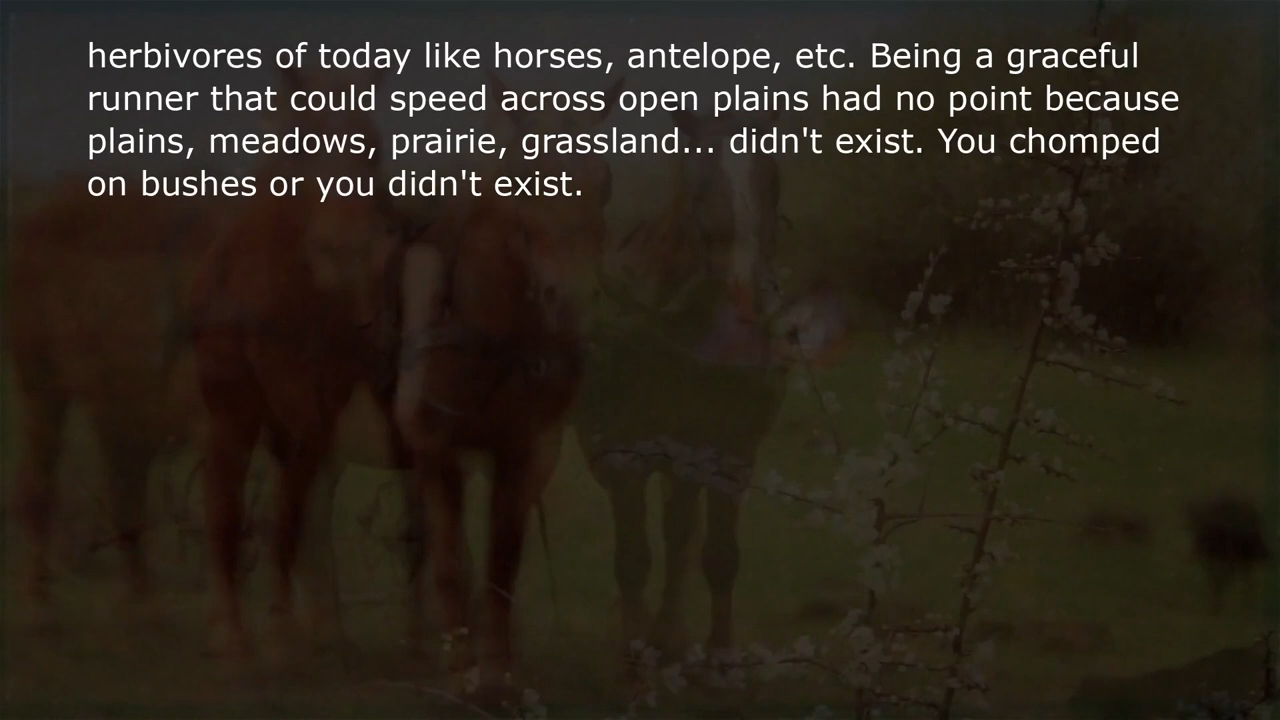 herbivores of today like horses, antelope, etc. Being a graceful
runner that could speed across open plains had no point because
plains, meadows, prairie, grassland... didn't exist. You chomped
on bushes or you didn't exist.